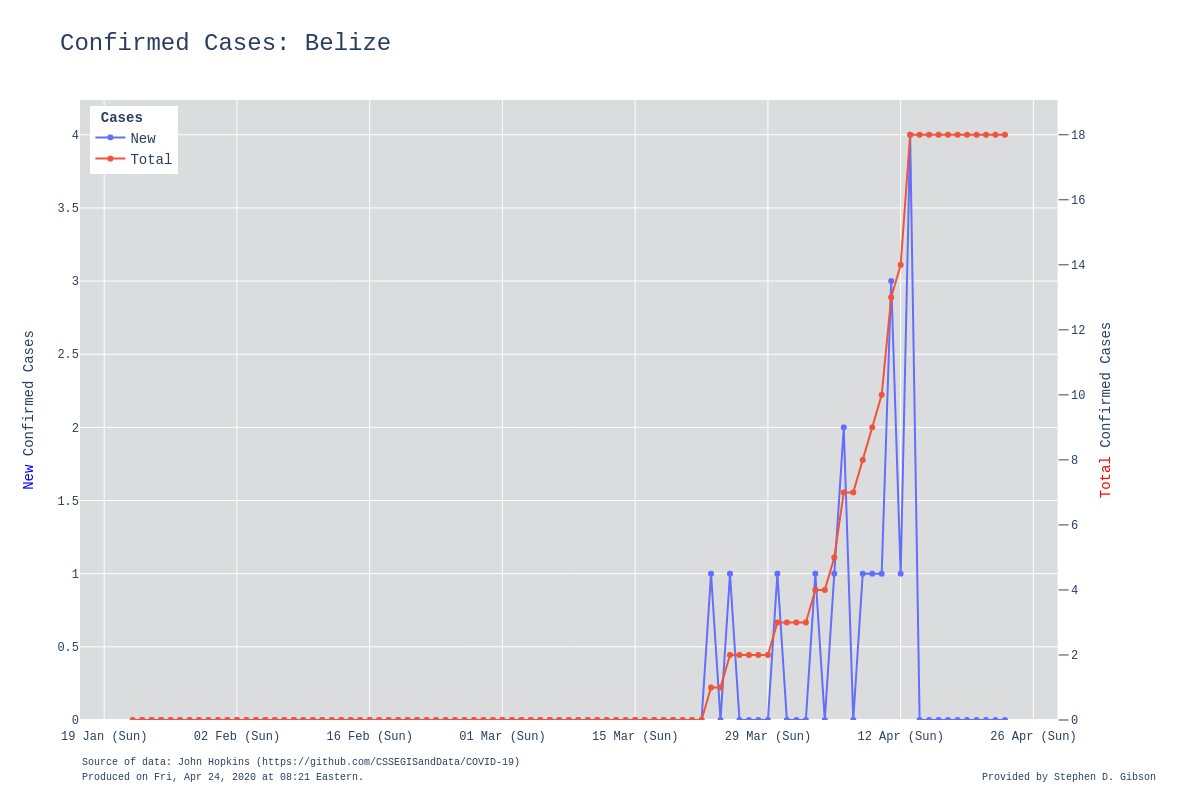 Confirmed Cases: Belize
Cases
New
Total
4
3.5
3
2.5
2
1.5
1
0.5
0
New Confirmed Cases
18
16
14
12
10
8
6
4
2
0
Total Confirmed Cases
19 Jan (Sun) 02 Feb (Sun) 16 Feb (Sun) 01 Mar (Sun) 15 Mar (Sun) 29 Mar (Sun) 12 Apr (Sun) 26 Apr (Sun)
Source of data: John Hopkins (https://github.com/CSSEGISandData/COVID-19)
Produced on Fri, Apr 24, 2020 at 08:21 Eastern.
Provided by Stephen D. Gibson